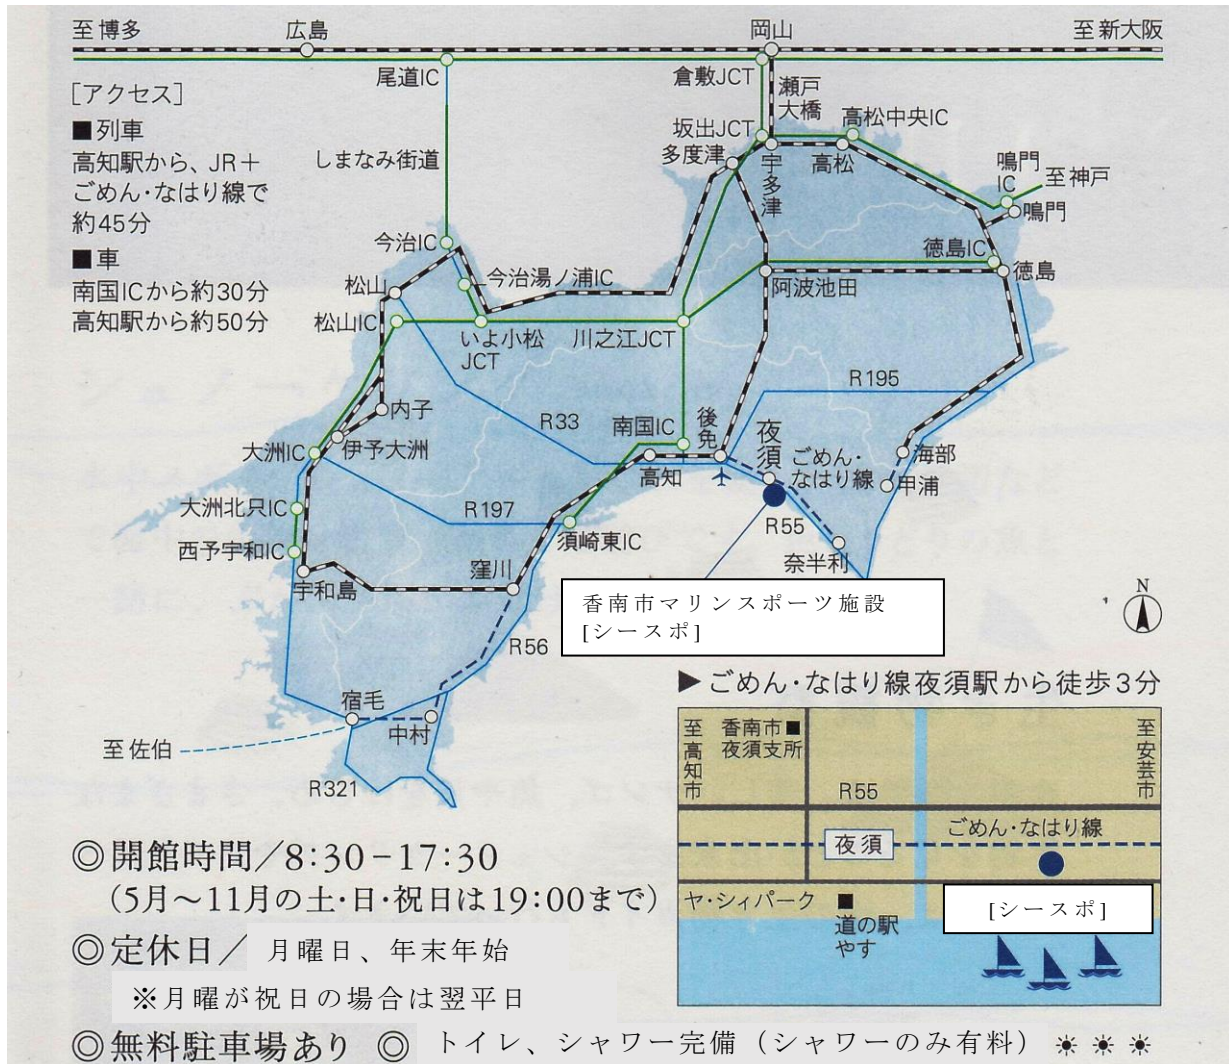 至博多
広島
岡山
至新大阪
尾道IC
倉敷JCT
[アクセス]
■列車
高知駅から、JR＋
ごめん・なはり線で
約45分
■車
南国ICから約30分
高知駅から約50分
しまなみ街道
瀬戸
大橋
坂出JCT
高松中央IC
多度津
宇多津
高松
鳴門
IC
至神戸
鳴門
今治IC
徳島IC
徳島
松山
今治湯ノ浦IC
阿波池田
松山IC
いよ小松
JCT
川之江JCT
R195
内子
R33
南国IC
後免
夜須
ごめん・
なはり線
大洲IC
伊予大洲
高知
海部
甲浦
大洲北只IC
R197
須崎東IC
R55
西予宇和IC
奈半利
宇和島
窪川
香南市マリンスポーツ施設
[シースポ]
N
R56
▶ごめん・なはり線夜須駅から徒歩3分
宿毛
中村
至佐伯
R321
至高知市
香南市■
夜須支所
至安芸市
R55
ごめん・なはり線
夜須
ヤ・シィパーク
■
道の駅
やす
[シースポ]
◎開館時間／8:30−17:30
（5月〜11月の土・日・祝日は19:00まで）
◎定休日／ 月曜日、年末年始
※月曜が祝日の場合は翌平日
◎無料駐車場あり ◎ トイレ、シャワー完備（シャワーのみ有料）